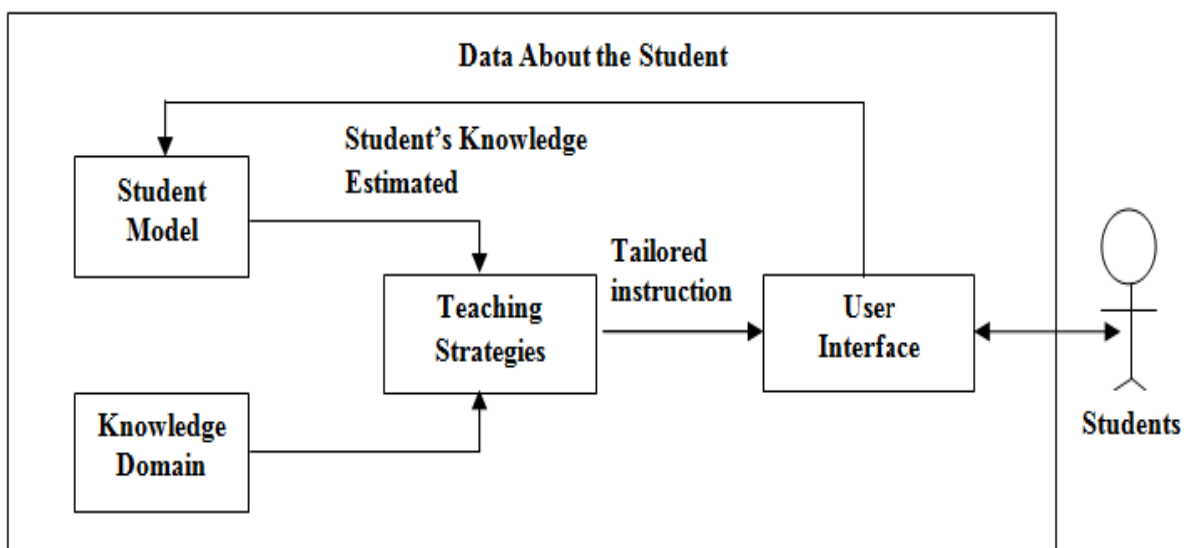 Data About the Student
Student’s Knowledge
Estimated
Student
Model
Tailored
instruction
Teaching
Strategies
User
Interface
Knowledge
Domain
Students